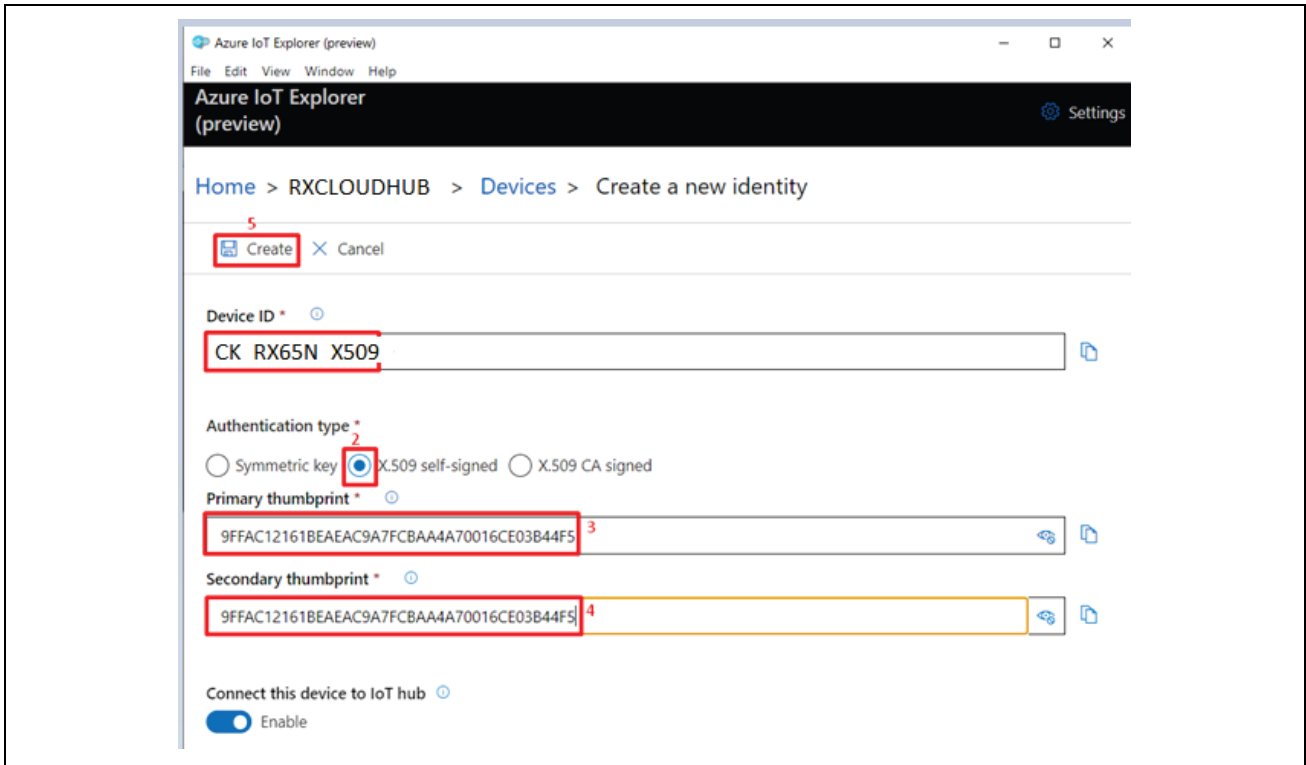 Azure IoT Explorer (preview)
File Edit View Window Help
Azure IoT Explorer
(preview)
Settings
Home > RXCLOUDHUB > Devices > Create a new identity
5
Create Cancel
Device ID *
CK RX65N X509
Authentication type *
2
Symmetric key X.509 self-signed X.509 CA signed
Primary thumbprint *
9FFAC12161BEAEAC9A7FCBAA4A70016CE03B44F5 3
Secondary thumbprint *
9FFAC12161BEAEAC9A7FCBAA4A70016CE03B44F5 4
Connect this device to IoT hub
Enable